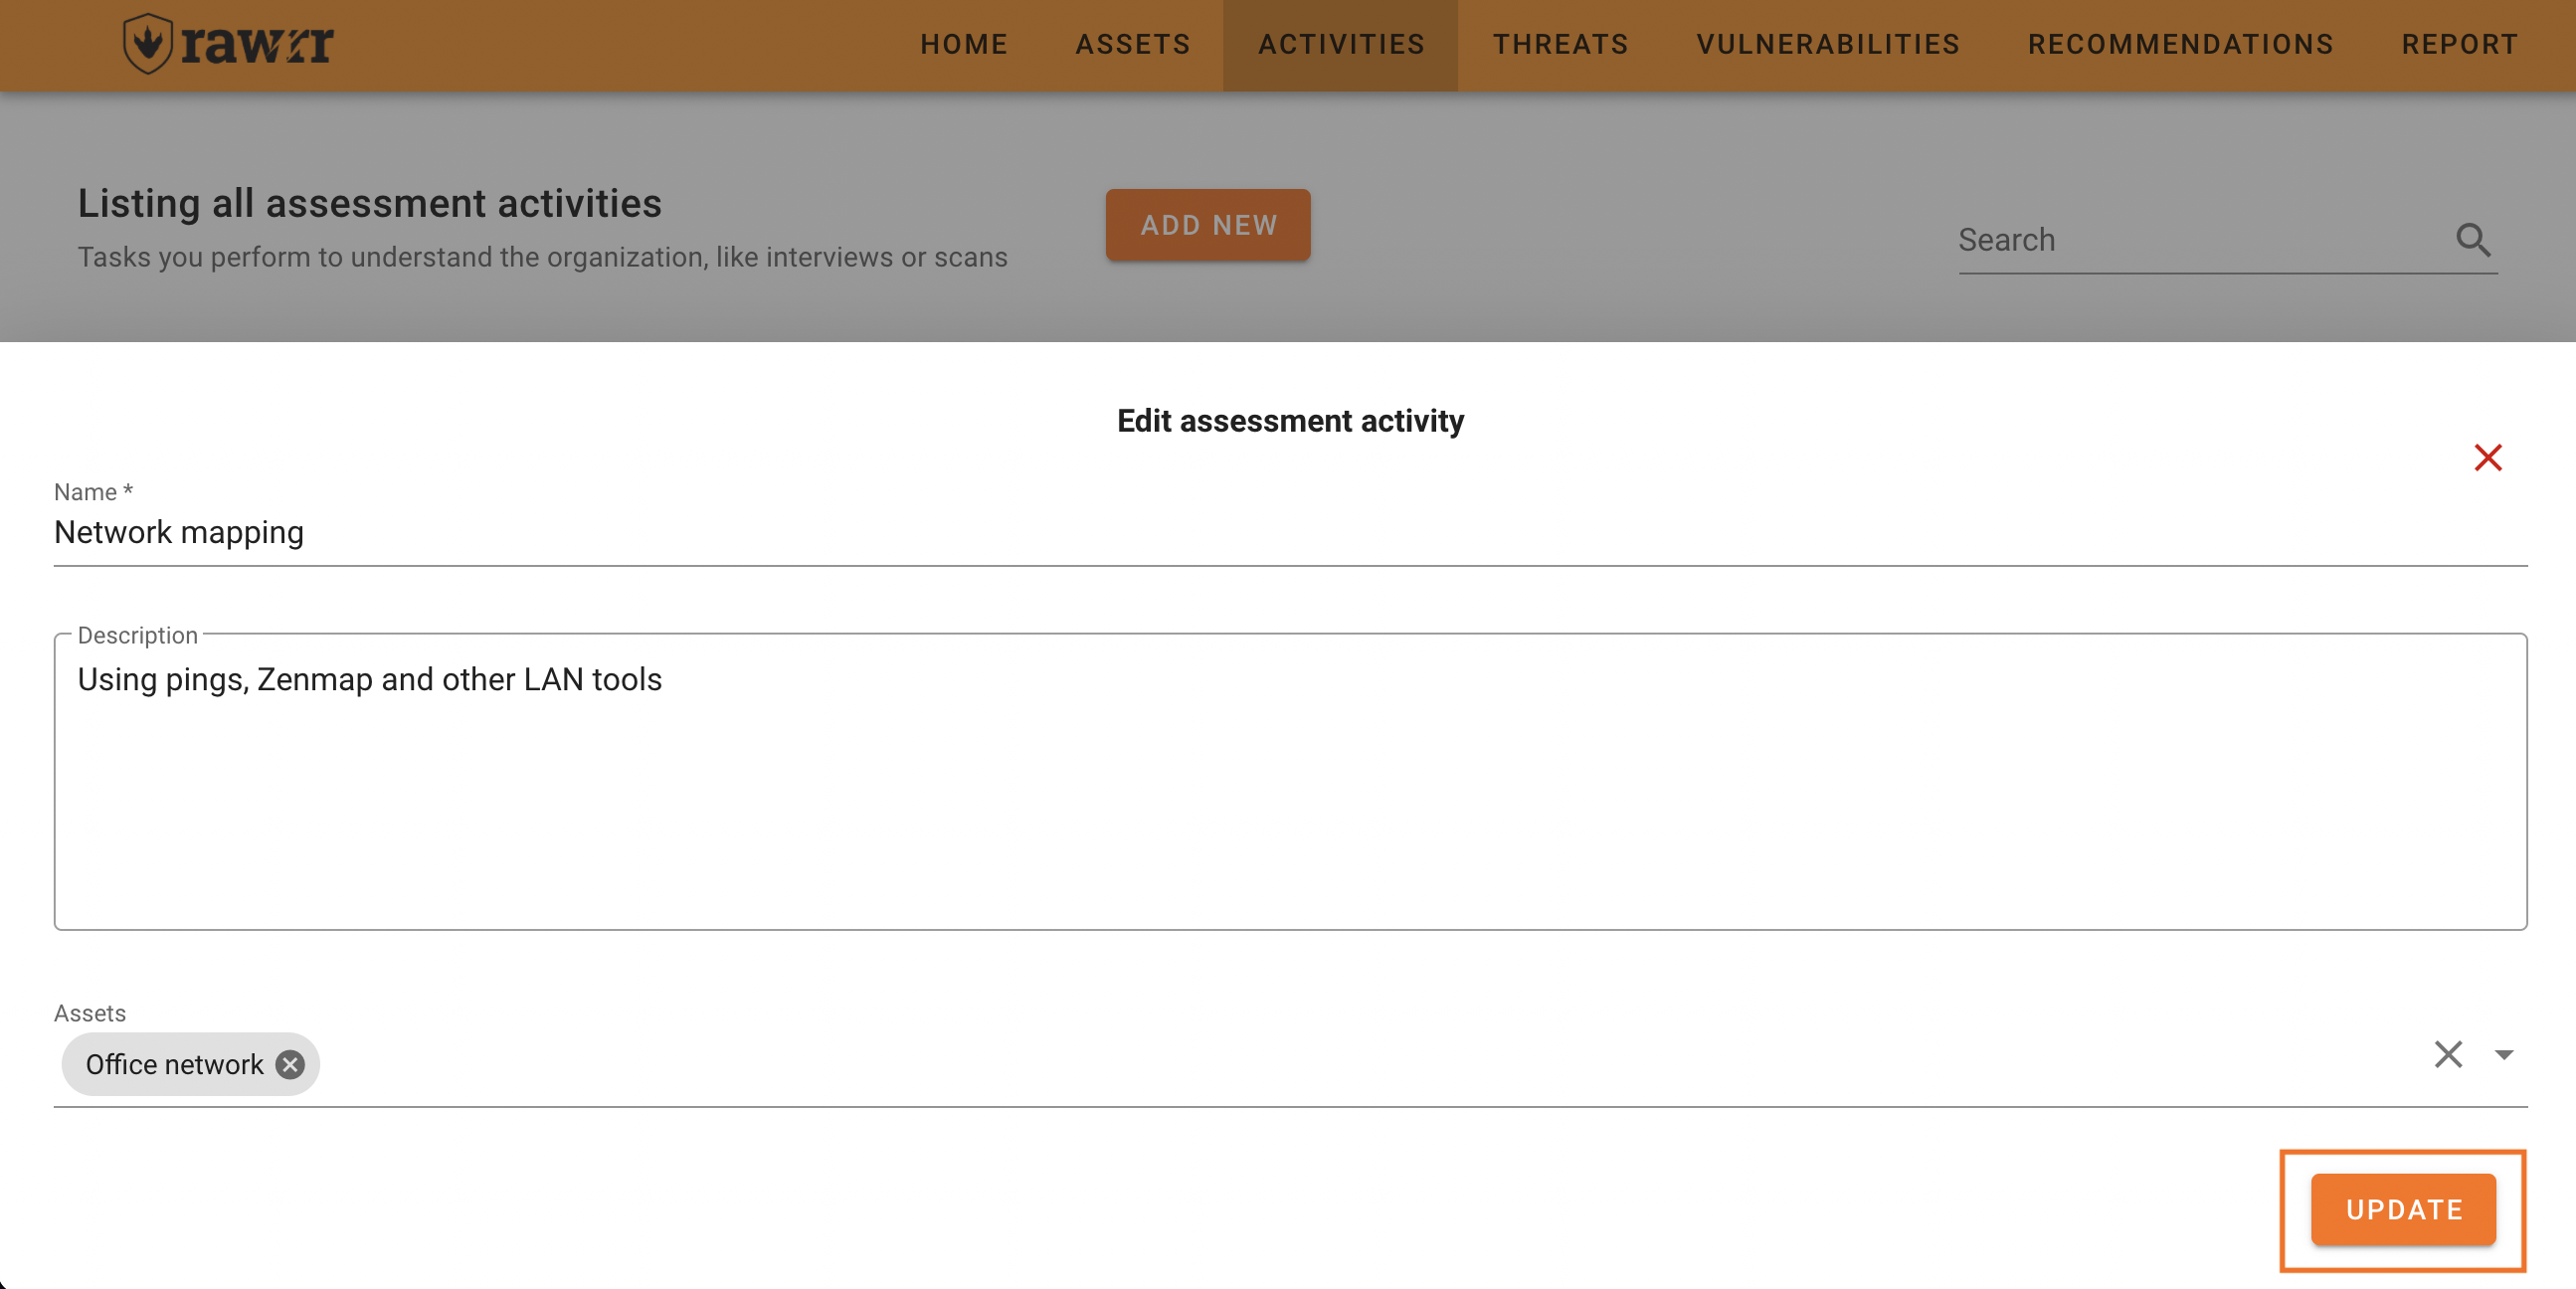 rawrr
HOME ASSETS ACTIVITIES THREATS VULNERABILITIES RECOMMENDATIONS REPORT
Listing all assessment activities
Tasks you perform to understand the organization, like interviews or scans
ADD NEW
Search
Edit assessment activity
Name *
Network mapping
Description
Using pings, Zenmap and other LAN tools
Assets
Office network
UPDATE